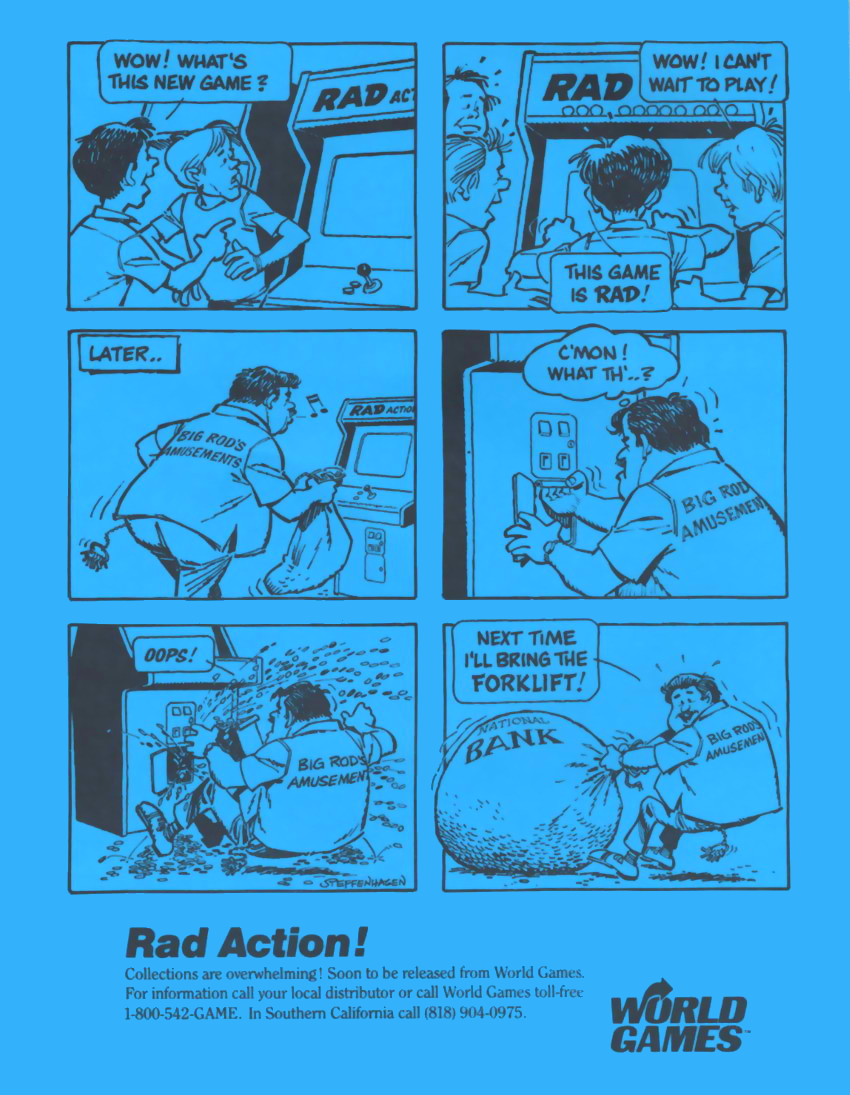 WOW! WHAT'S
THIS NEW GAME?
RAD ACT
WOW! I CAN'T
WAIT TO PLAY!
RAD
THIS GAME
IS RAD!
LATER..
BIG ROD'S
AMUSEMENTS
RAD ACTION
C'MON!
WHAT TH'..?
BIG ROD
AMUSEMEN
OOPS!
BIG ROD'S
AMUSEMENT
STEFFENHAGEN
NEXT TIME
I'LL BRING THE
FORKLIFT!
NATIONAL
BANK
BIG ROD'S
AMUSEMENT
Rad Action!
Collections are overwhelming! Soon to be released from World Games.
For information call your local distributor or call World Games toll-free
1-800-542-GAME. In Southern California call (818) 904-0975.
WORLD
GAMES™